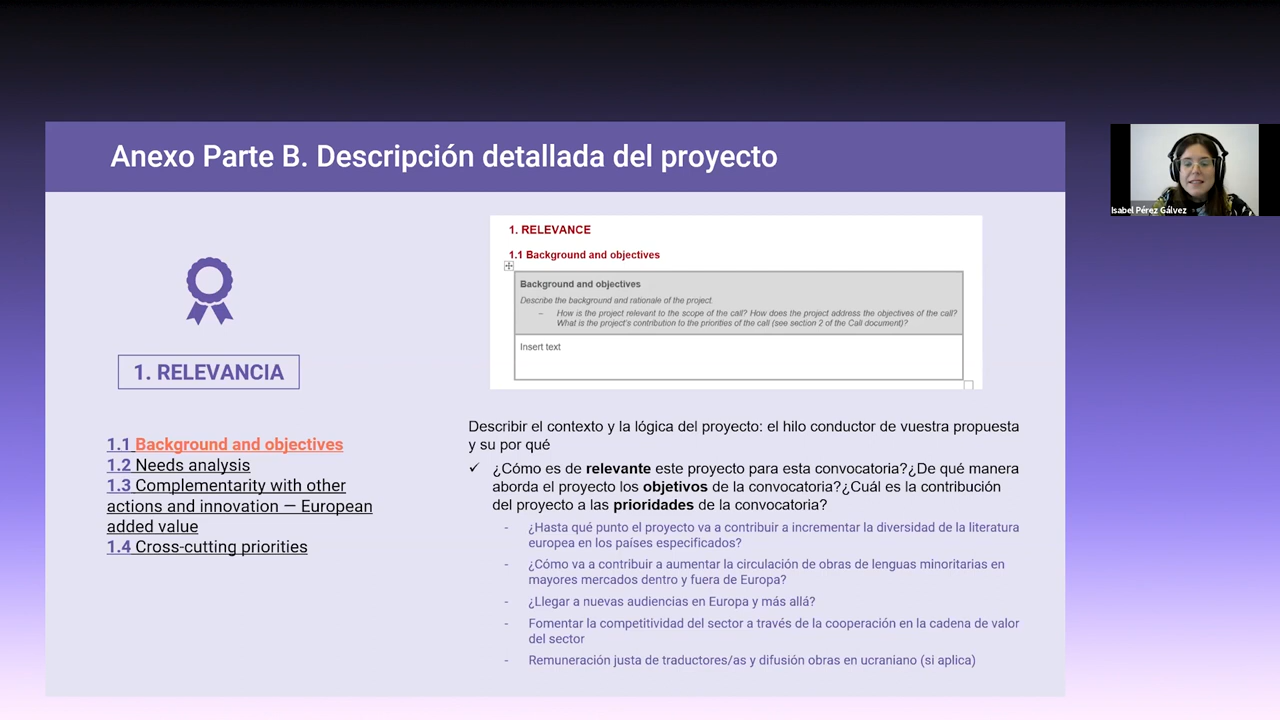 Anexo Parte B. Descripción detallada del proyecto
1. RELEVANCIA
1.1 Background and objectives
1.2 Needs analysis
1.3 Complementarity with other
actions and innovation — European
added value
1.4 Cross-cutting priorities
1. RELEVANCE
1.1 Background and objectives
Background and objectives
Describe the background and rationale of the project.
– How is the project relevant to the scope of the call? How does the project address the objectives of the call?
What is the project's contribution to the priorities of the call (see section 2 of the Call document)?
Insert text
Describir el contexto y la lógica del proyecto: el hilo conductor de vuestra propuesta
y su por qué
✓ ¿Cómo es de relevante este proyecto para esta convocatoria?¿De qué manera
aborda el proyecto los objetivos de la convocatoria?¿Cuál es la contribución
del proyecto a las prioridades de la convocatoria?
- ¿Hasta qué punto el proyecto va a contribuir a incrementar la diversidad de la literatura
europea en los países especificados?
- ¿Cómo va a contribuir a aumentar la circulación de obras de lenguas minoritarias en
mayores mercados dentro y fuera de Europa?
- ¿Llegar a nuevas audiencias en Europa y más allá?
- Fomentar la competitividad del sector a través de la cooperación en la cadena de valor
del sector
- Remuneración justa de traductores/as y difusión obras en ucraniano (si aplica)
Isabel Pérez Gálvez